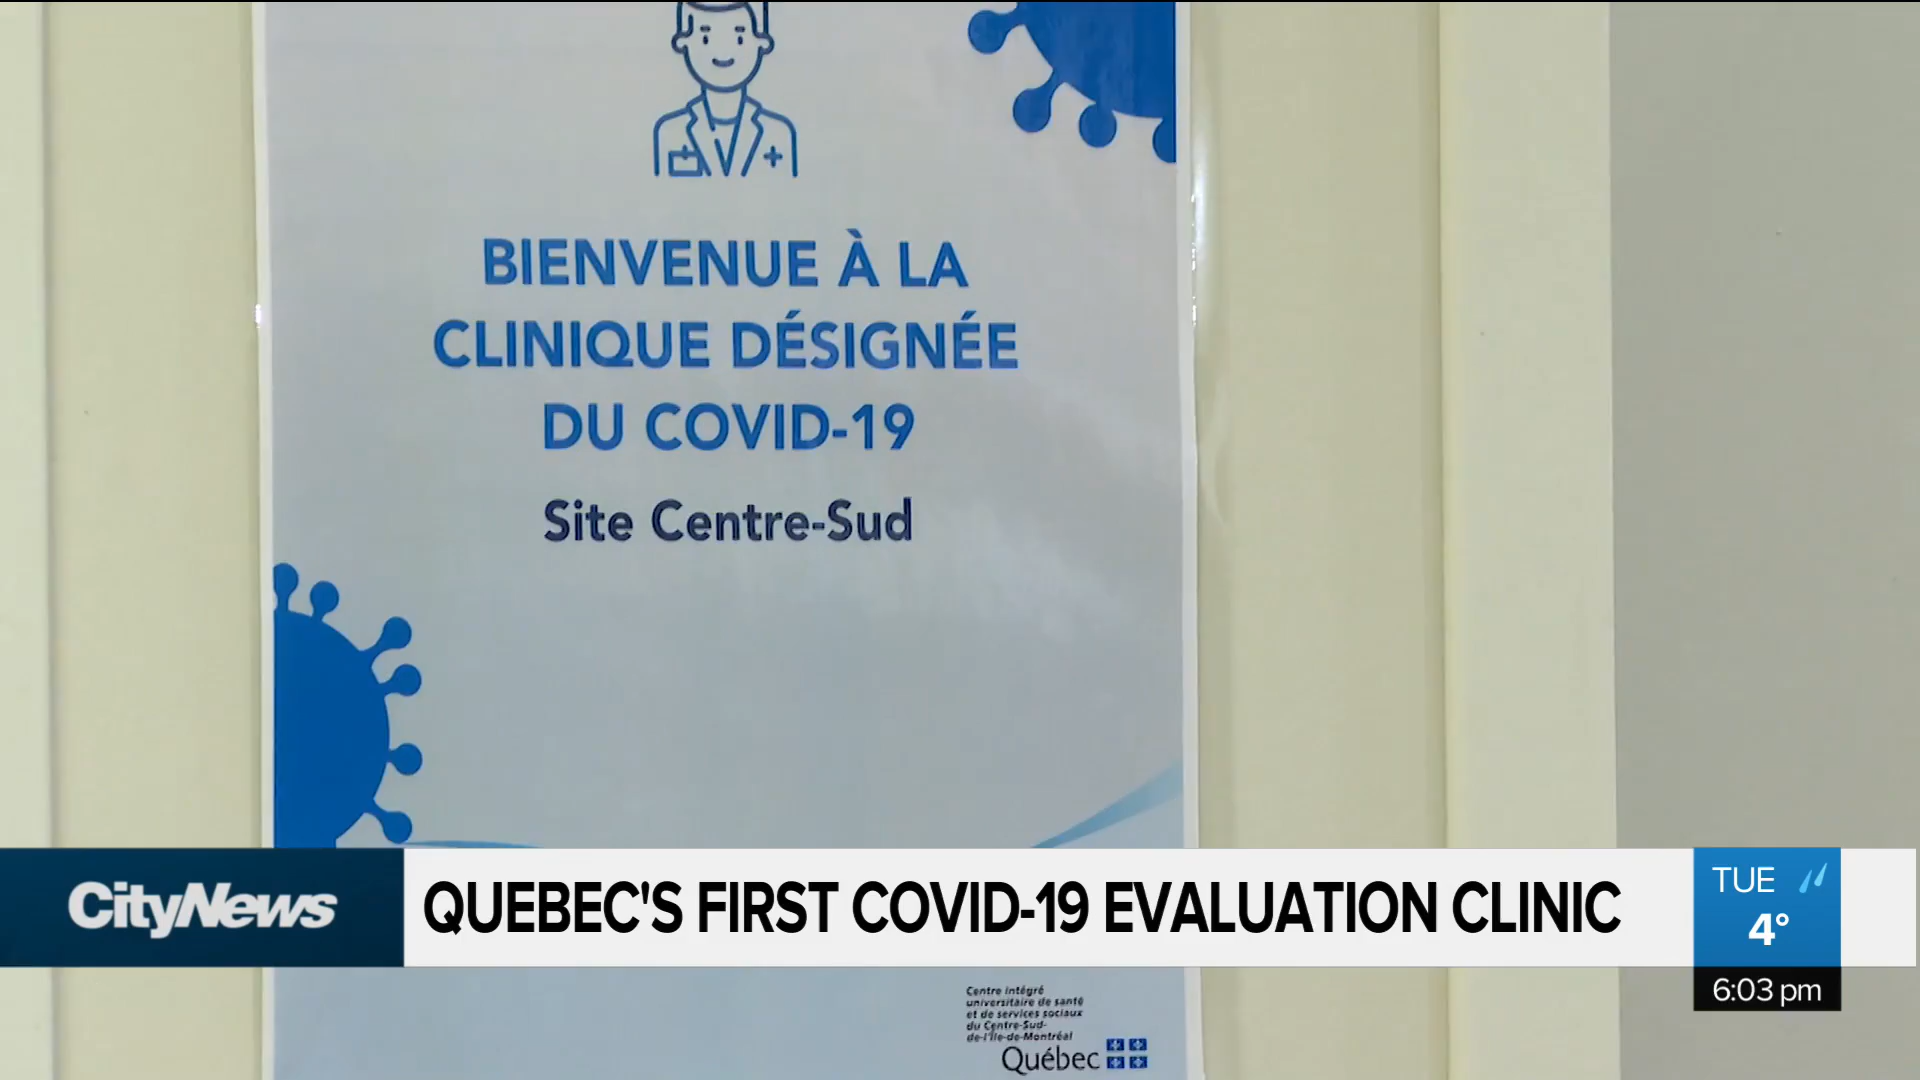 BIENVENUE À LA
CLINIQUE DÉSIGNÉE
DU COVID-19
Site Centre-Sud
CityNews
QUEBEC'S FIRST COVID-19 EVALUATION CLINIC
TUE
4°
6:03 pm
Centre intégré
universitaire de santé
et de services sociaux
du Centre-Sud-
de-l'Île-de-Montréal
Québec